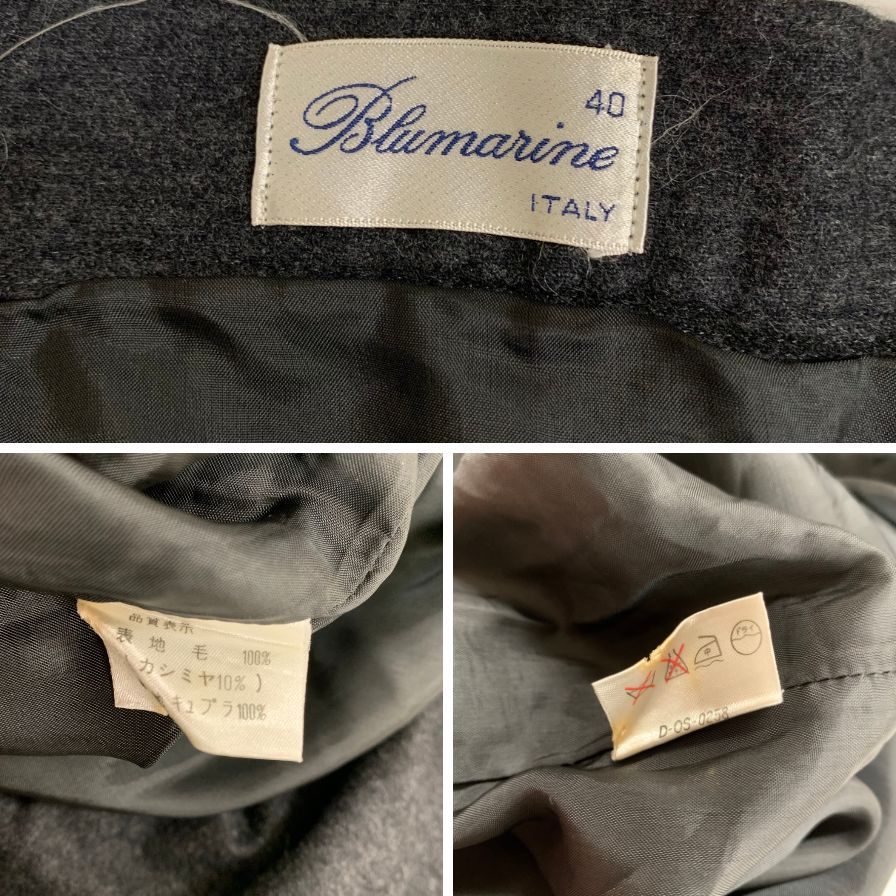 40
Blumarine
ITALY
品質表示
表地 毛 100%
カシミヤ10%)
キュプラ100%
中
ドライ
D-OS-0258